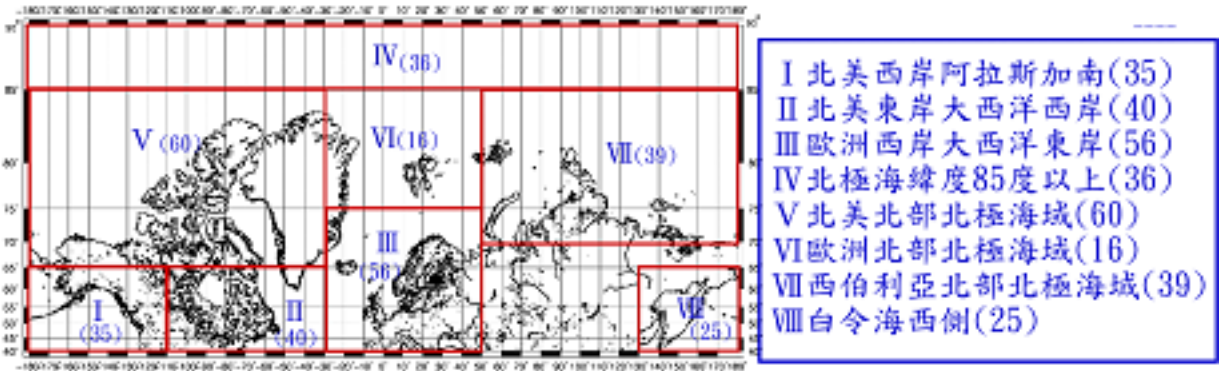 Ⅳ(36)
Ⅴ(60)
Ⅵ(16)
Ⅶ(39)
Ⅲ
(56)
Ⅰ
(35)
Ⅱ
(40)
Ⅷ
(25)
Ⅰ北美西岸阿拉斯加南(35)
Ⅱ北美東岸大西洋西岸(40)
Ⅲ歐洲西岸大西洋東岸(56)
Ⅳ北極海緯度85度以上(36)
Ⅴ北美北部北極海域(60)
Ⅵ歐洲北部北極海域(16)
Ⅶ西伯利亞北部北極海域(39)
Ⅷ白令海西側(25)